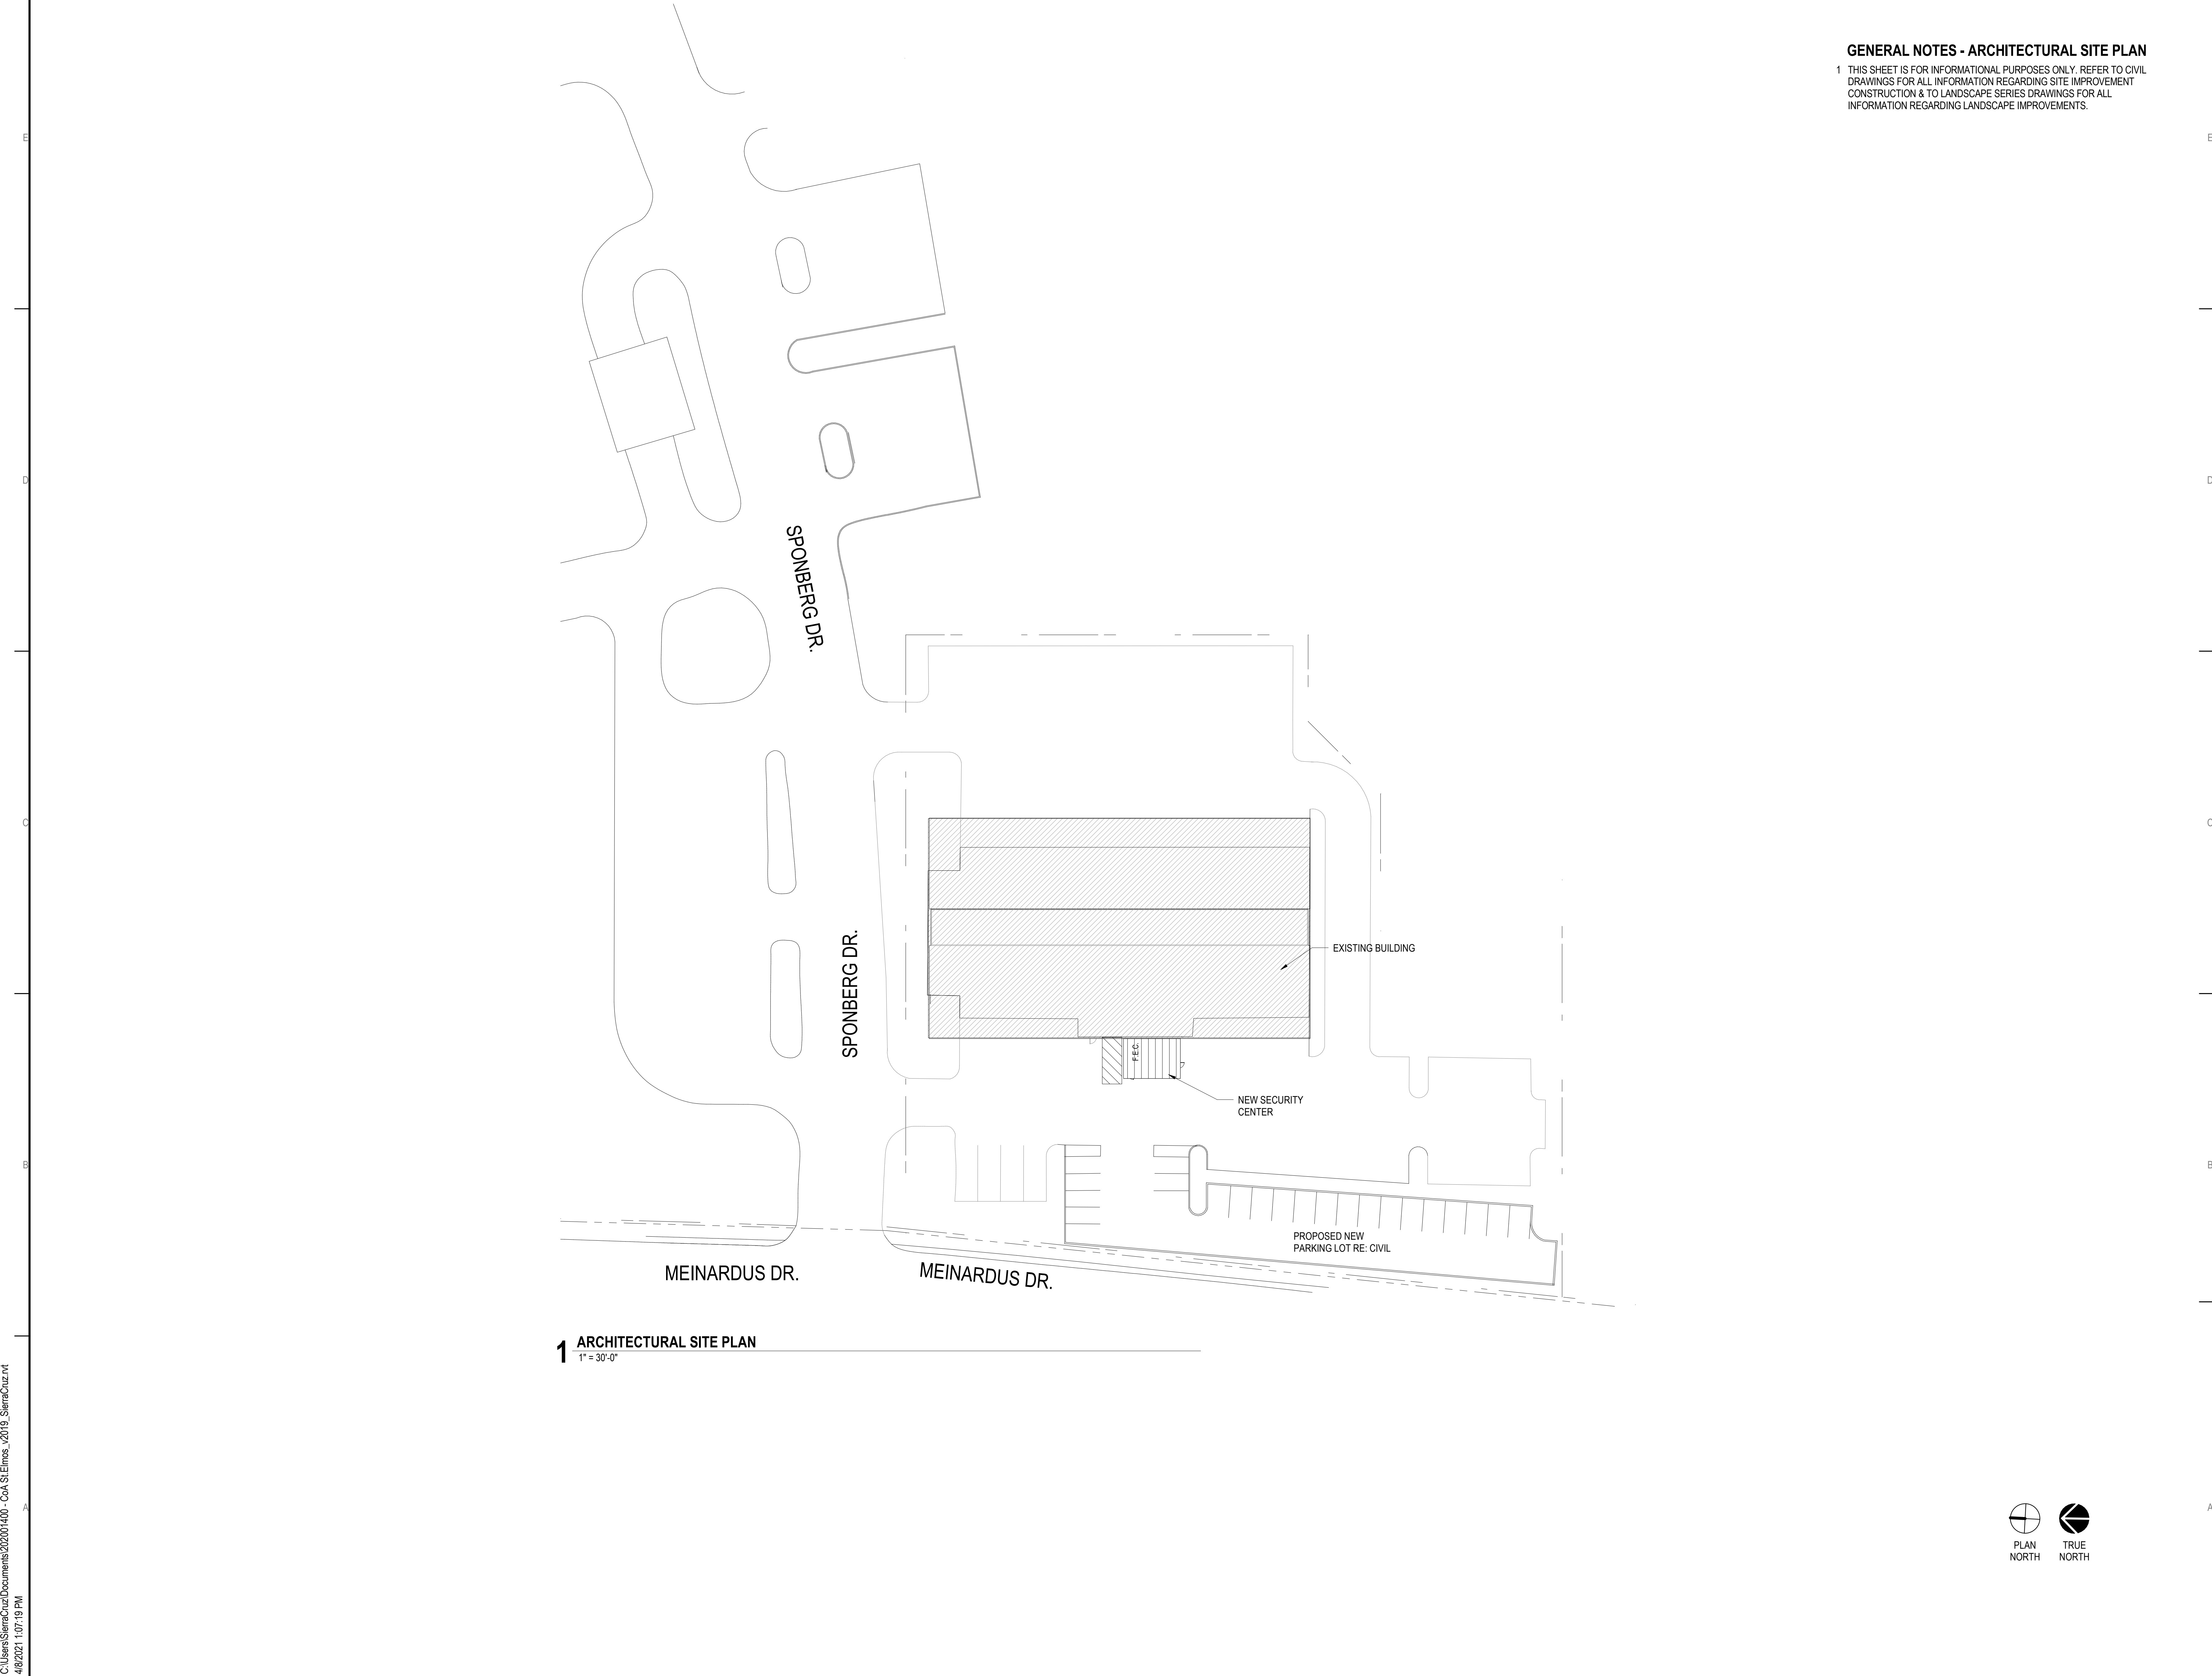 GENERAL NOTES - ARCHITECTURAL SITE PLAN
1 THIS SHEET IS FOR INFORMATIONAL PURPOSES ONLY. REFER TO CIVIL
DRAWINGS FOR ALL INFORMATION REGARDING SITE IMPROVEMENT
CONSTRUCTION & TO LANDSCAPE SERIES DRAWINGS FOR ALL
INFORMATION REGARDING LANDSCAPE IMPROVEMENTS.
E
E
D
D
SPONBERG DR.
C
C
SPONBERG DR.
EXISTING BUILDING
F.E.C.
NEW SECURITY
CENTER
B
B
PROPOSED NEW
PARKING LOT RE: CIVIL
MEINARDUS DR.
MEINARDUS DR.
1 ARCHITECTURAL SITE PLAN
1" = 30'-0"
A
A
PLAN
NORTH
TRUE
NORTH
C:\Users\SierraCruz\Documents\202001400 - CoA St.Elmos_v2019_SierraCruz.rvt
4/8/2021 1:07:19 PM